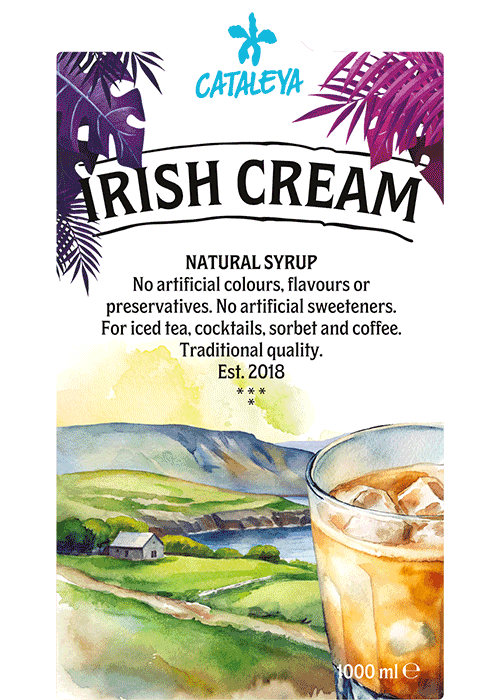 CATALEYA
IRISH CREAM
NATURAL SYRUP
No artificial colours, flavours or
preservatives. No artificial sweeteners.
For iced tea, cocktails, sorbet and coffee.
Traditional quality.
Est. 2018
***
*
1000 ml ℮